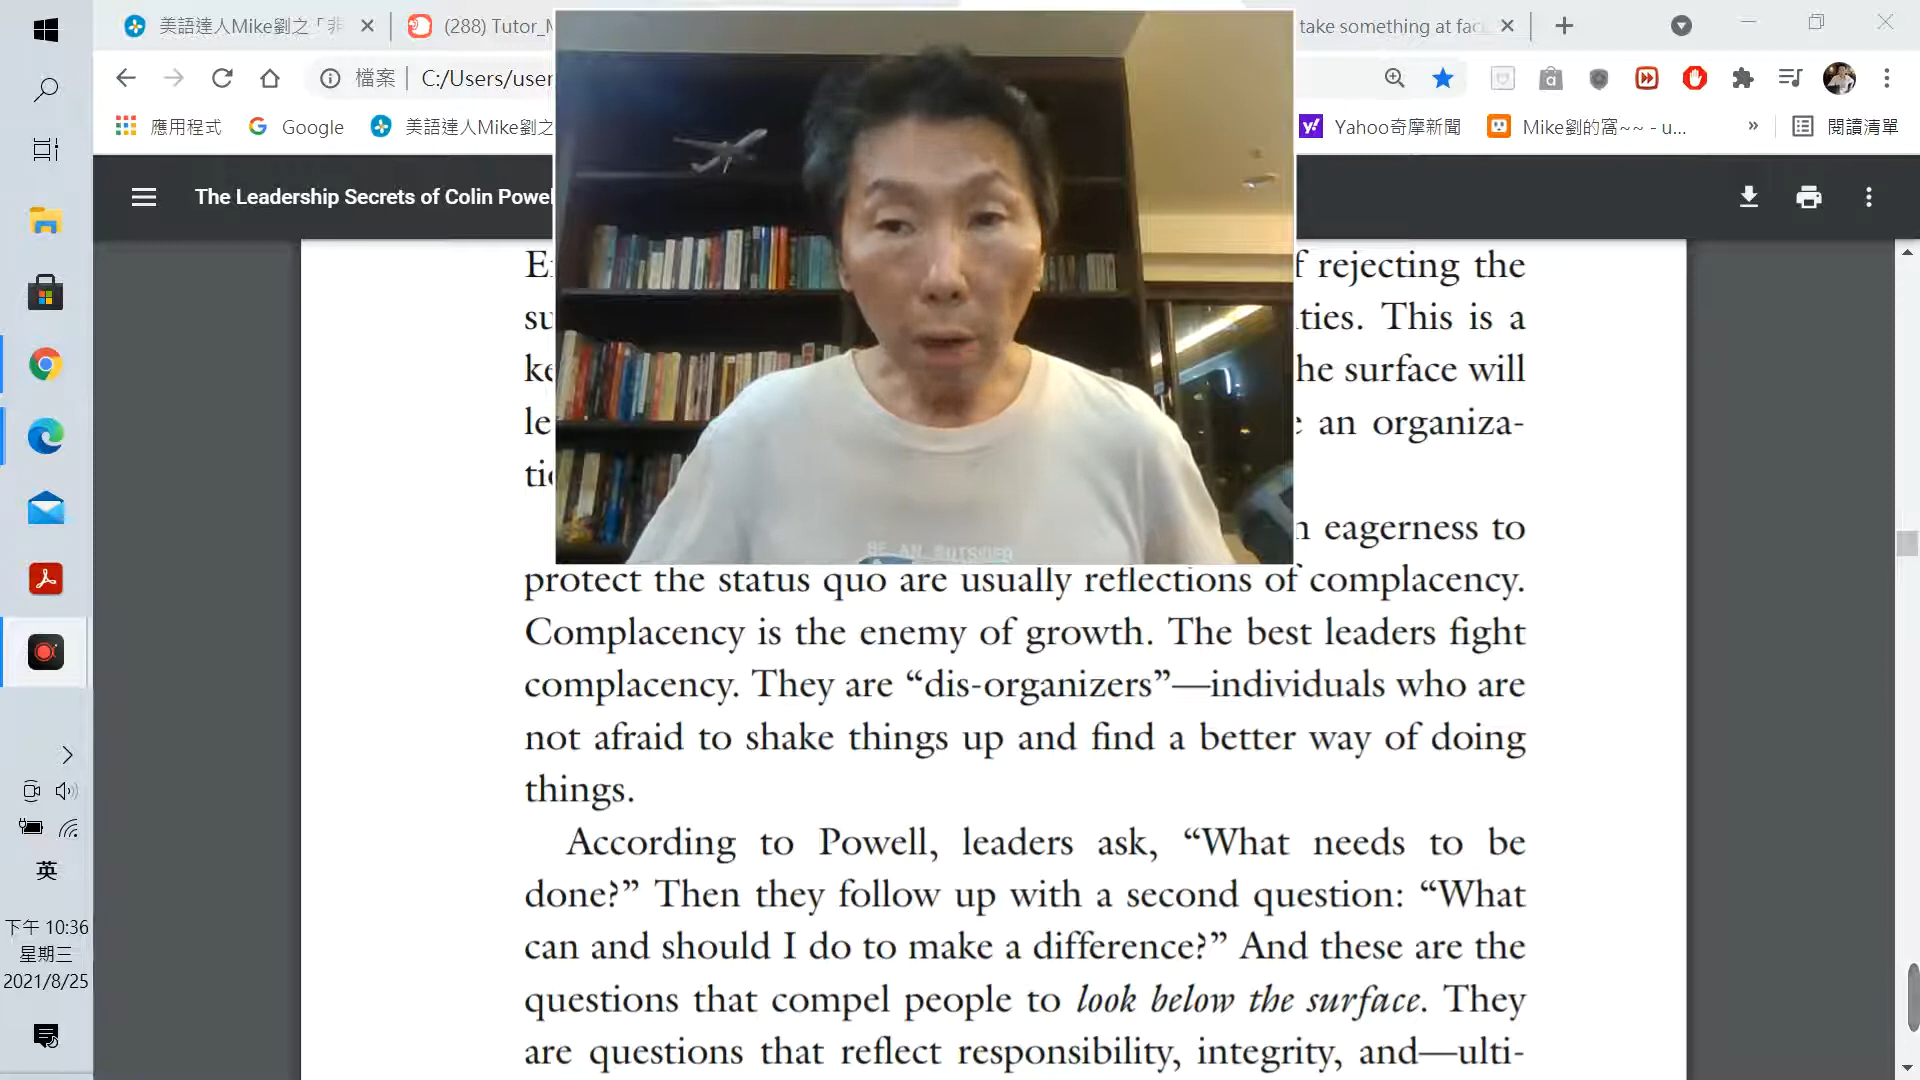 美語達人Mike劉之「非
(288) Tutor_M
take something at fac
檔案
C:/Users/user
應用程式
Google
美語達人Mike劉之
Yahoo奇摩新聞
Mike劉的窩~~ - u...
»
閱讀清單
The Leadership Secrets of Colin Powel
f rejecting the
su ties. This is a
ke he surface will
le e an organiza-
tio
BE AN OUTSIDER
n eagerness to
protect the status quo are usually reflections of complacency.
Complacency is the enemy of growth. The best leaders fight
complacency. They are “dis-organizers”—individuals who are
not afraid to shake things up and find a better way of doing
things.
According to Powell, leaders ask, “What needs to be
done?” Then they follow up with a second question: “What
can and should I do to make a difference?” And these are the
questions that compel people to look below the surface. They
are questions that reflect responsibility, integrity, and—ulti-
英
下午 10:36
星期三
2021/8/25